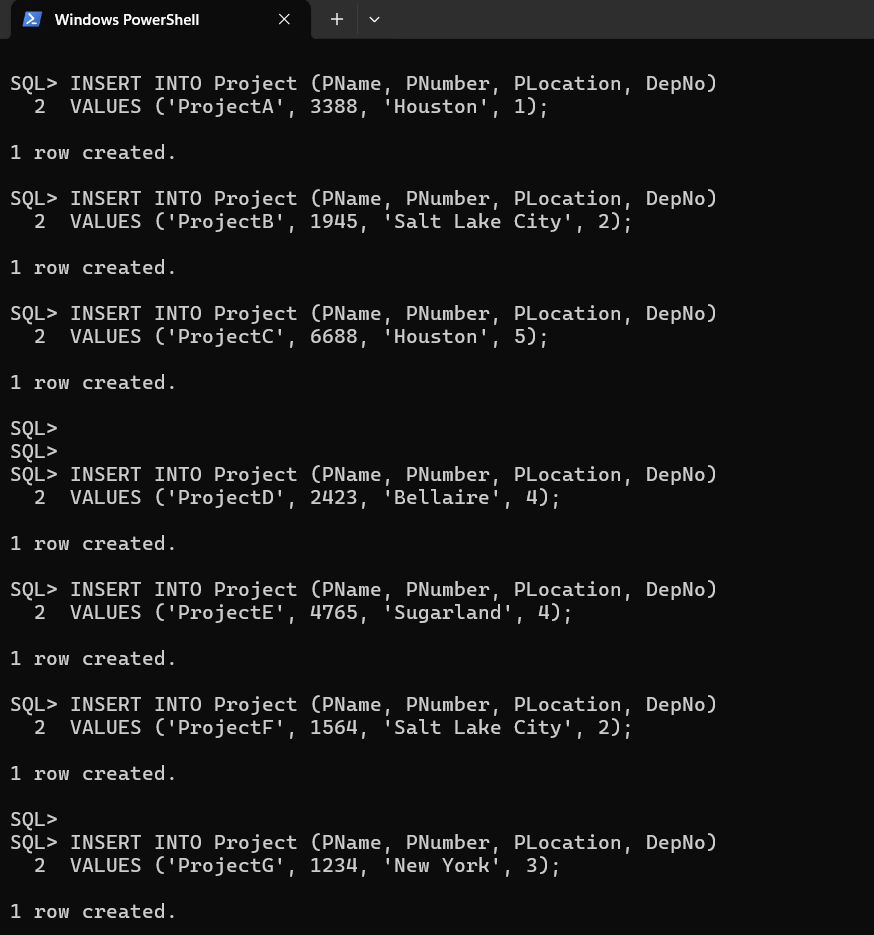 Windows PowerShell
SQL> INSERT INTO Project (PName, PNumber, PLocation, DepNo)
  2  VALUES ('ProjectA', 3388, 'Houston', 1);
1 row created.
SQL> INSERT INTO Project (PName, PNumber, PLocation, DepNo)
  2  VALUES ('ProjectB', 1945, 'Salt Lake City', 2);
1 row created.
SQL> INSERT INTO Project (PName, PNumber, PLocation, DepNo)
  2  VALUES ('ProjectC', 6688, 'Houston', 5);
1 row created.
SQL>
SQL>
SQL> INSERT INTO Project (PName, PNumber, PLocation, DepNo)
  2  VALUES ('ProjectD', 2423, 'Bellaire', 4);
1 row created.
SQL> INSERT INTO Project (PName, PNumber, PLocation, DepNo)
  2  VALUES ('ProjectE', 4765, 'Sugarland', 4);
1 row created.
SQL> INSERT INTO Project (PName, PNumber, PLocation, DepNo)
  2  VALUES ('ProjectF', 1564, 'Salt Lake City', 2);
1 row created.
SQL>
SQL> INSERT INTO Project (PName, PNumber, PLocation, DepNo)
  2  VALUES ('ProjectG', 1234, 'New York', 3);
1 row created.